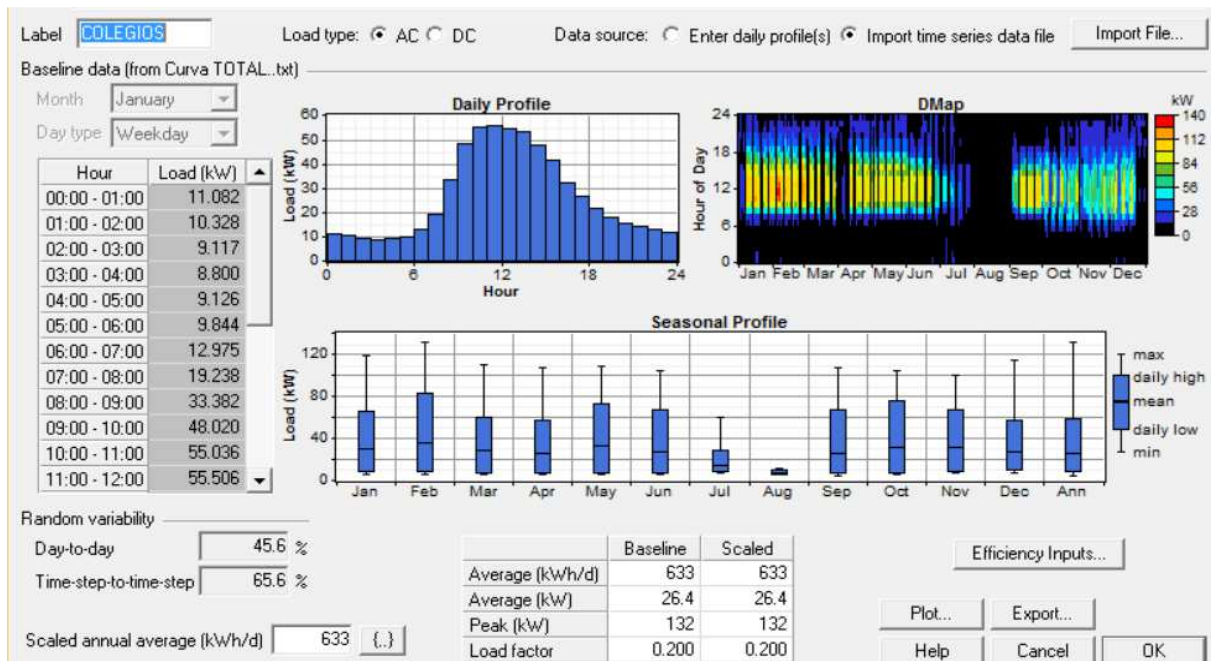 Label COLEGIOS Load type: AC DC Data source: Enter daily profile(s) Import time series data file Import File...
Baseline data (from Curva TOTAL..txt)
Month January
Day type Weekday
Hour Load (kW)
00:00 - 01:00 11.082
01:00 - 02:00 10.328
02:00 - 03:00 9.117
03:00 - 04:00 8.800
04:00 - 05:00 9.126
05:00 - 06:00 9.844
06:00 - 07:00 12.975
07:00 - 08:00 19.238
08:00 - 09:00 33.382
09:00 - 10:00 48.020
10:00 - 11:00 55.036
11:00 - 12:00 55.506
Daily Profile
Load (kW)
60
50
40
30
20
10
0
0 6 12 18 24
Hour
DMap
Hour of Day
24
18
12
6
0
Jan Feb Mar Apr May Jun Jul Aug Sep Oct Nov Dec
kW
140
112
84
56
28
0
Seasonal Profile
Load (kW)
120
80
40
0
Jan Feb Mar Apr May Jun Jul Aug Sep Oct Nov Dec Ann
max
daily high
mean
daily low
min
Random variability
Day-to-day 45.6 %
Time-step-to-time-step 65.6 %
Scaled annual average (kWh/d) 633 {..}
Baseline Scaled
Average (kWh/d) 633 633
Average (kW) 26.4 26.4
Peak (kW) 132 132
Load factor 0.200 0.200
Efficiency Inputs...
Plot... Export...
Help Cancel OK